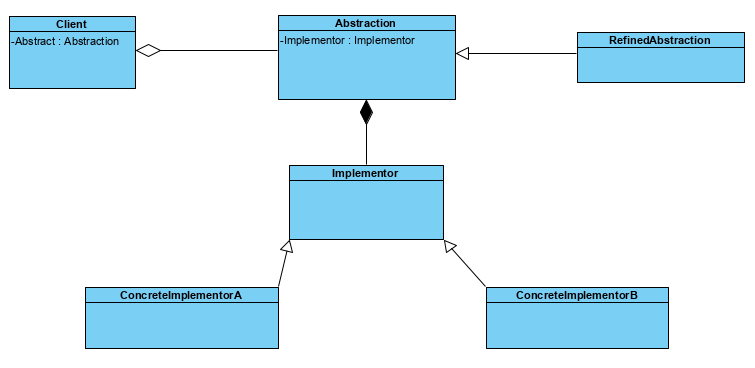 Client
-Abstract : Abstraction
Abstraction
-Implementor : Implementor
RefinedAbstraction
Implementor
ConcreteImplementorA
ConcreteImplementorB